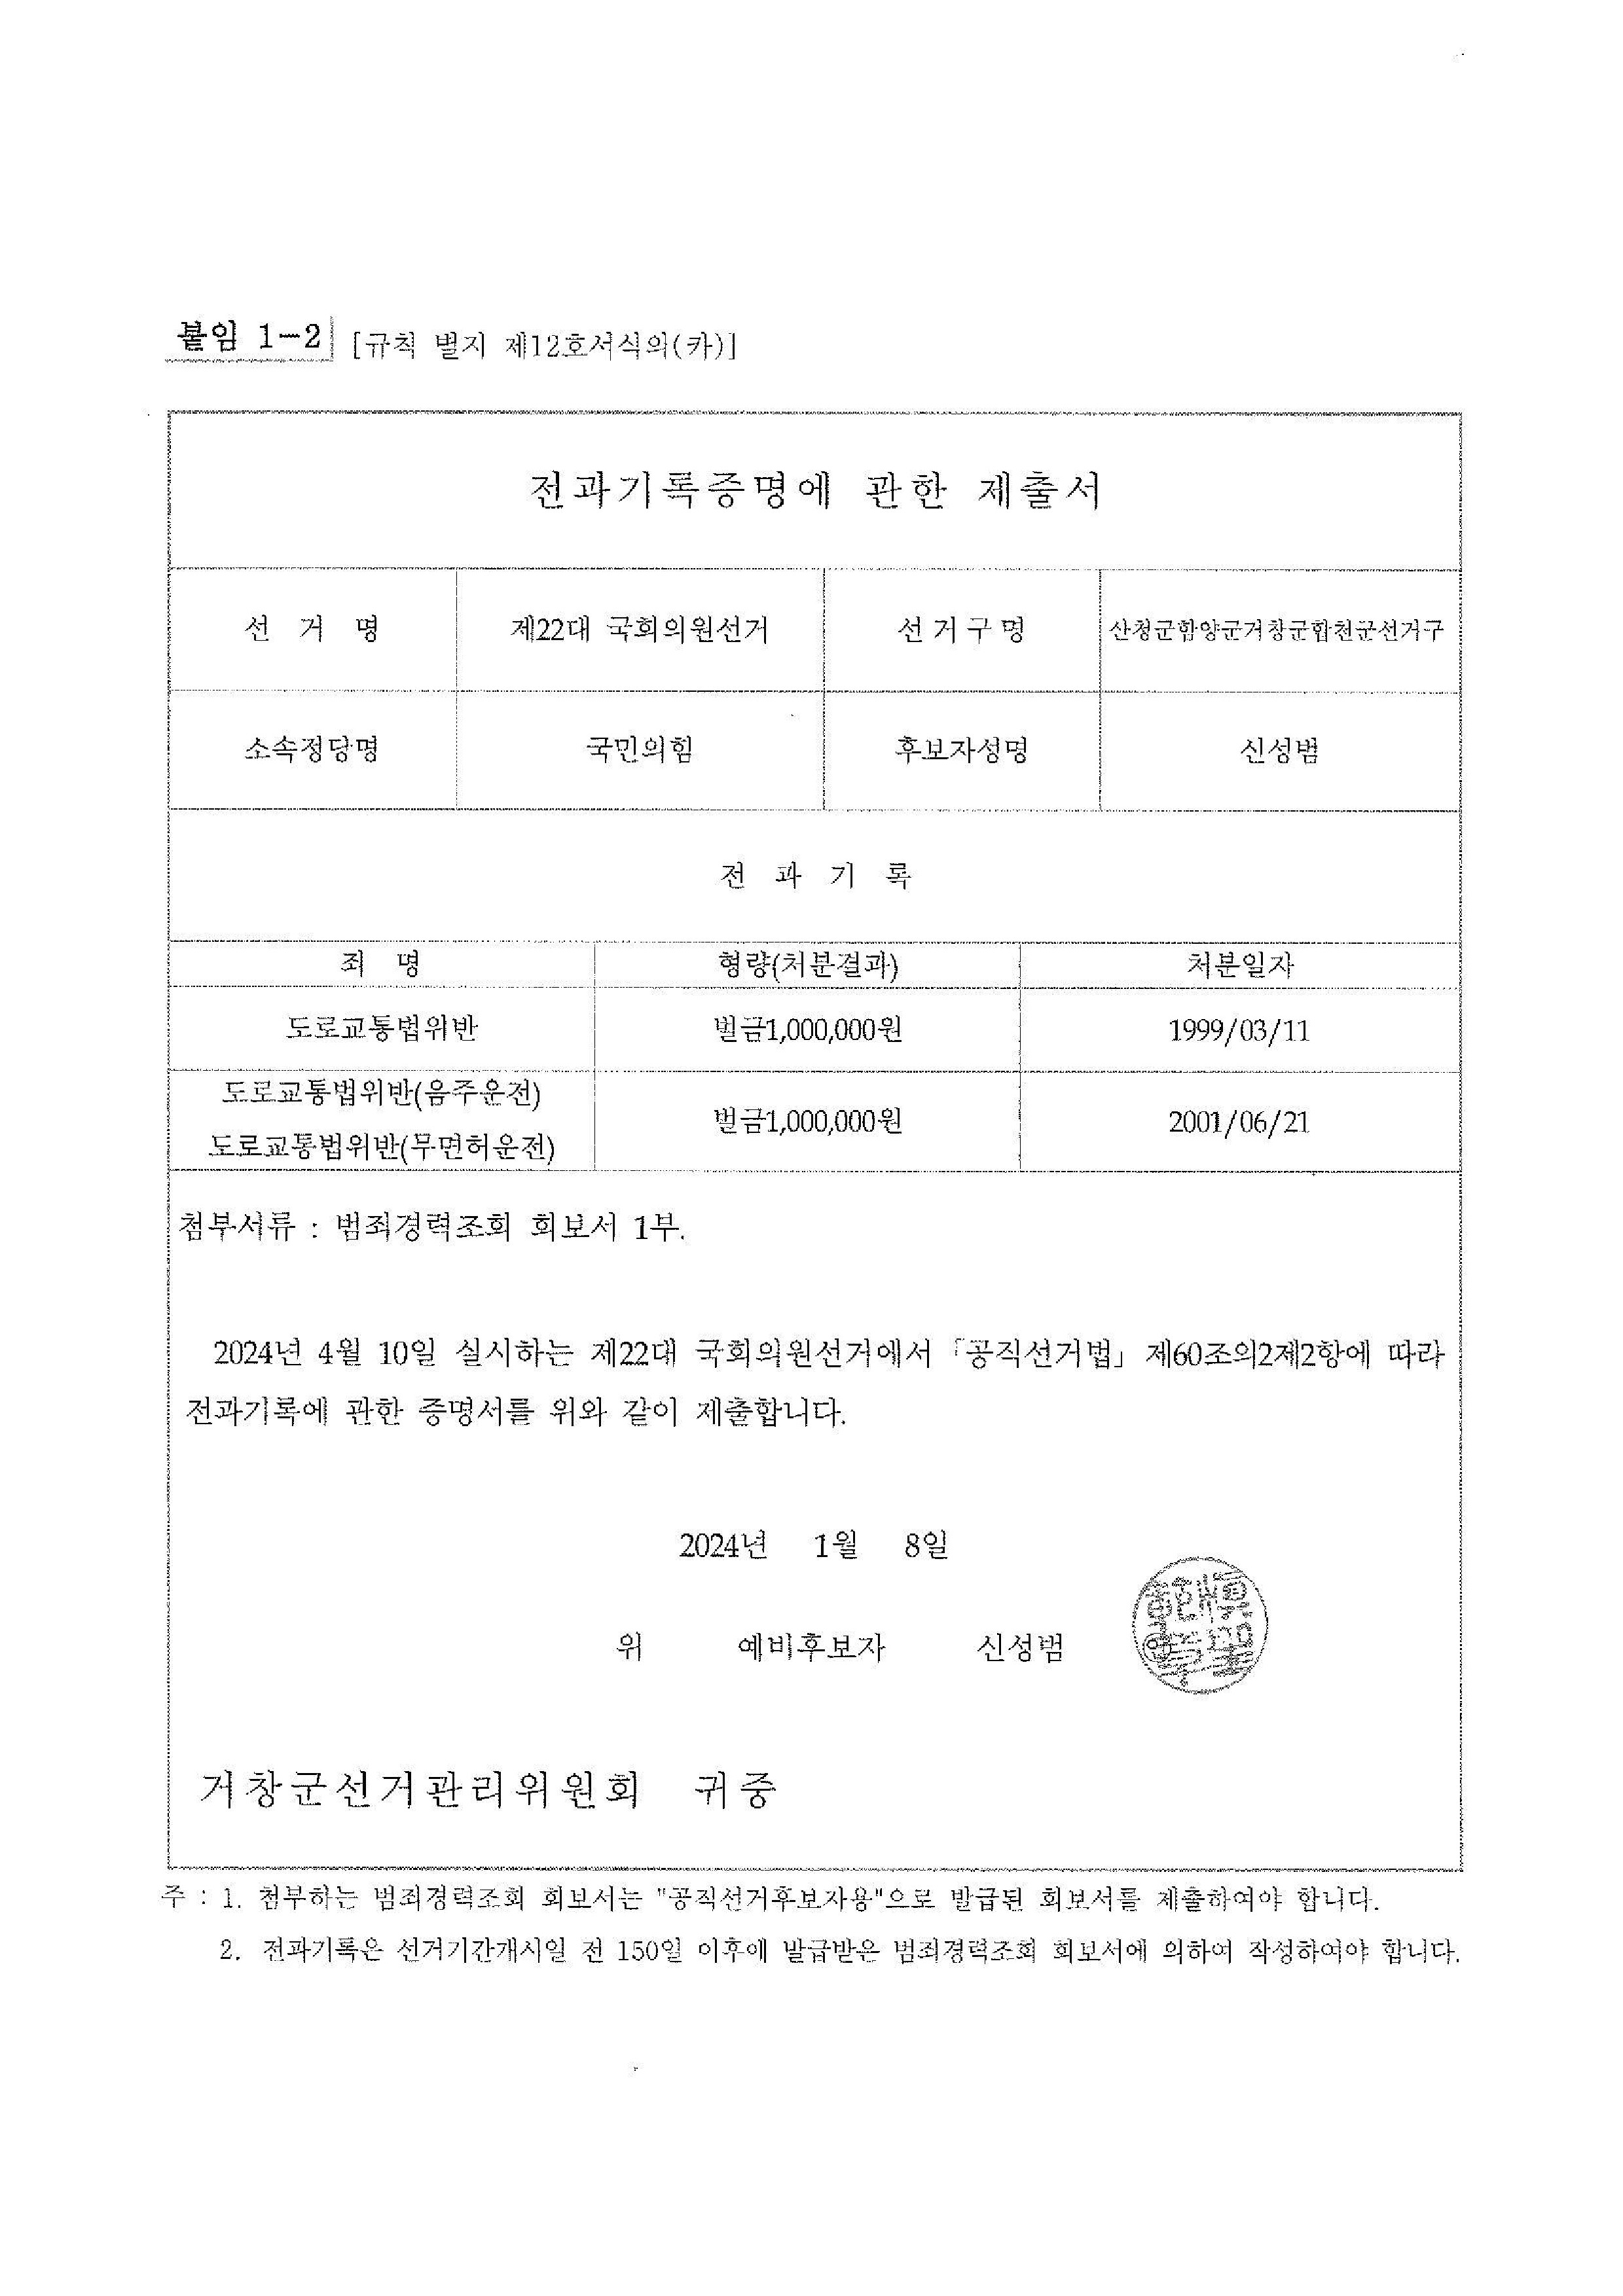 붙임 1-2 [규칙 별지 제12호서식의(카)]
전과기록증명에 관한 제출서
선 거 명 제22대 국회의원선거 선거구명 산청군함양군거창군합천군선거구
소속정당명 국민의힘 후보자성명 신성범
전 과 기 록
죄 명 형량(처분결과) 처분일자
도로교통법위반 벌금1,000,000원 1999/03/11
도로교통법위반(음주운전)
도로교통법위반(무면허운전) 벌금1,000,000원 2001/06/21
첨부서류 : 범죄경력조회 회보서 1부.
2024년 4월 10일 실시하는 제22대 국회의원선거에서 「공직선거법」 제60조의2제2항에 따라
전과기록에 관한 증명서를 위와 같이 제출합니다.
2024년 1월 8일
위 예비후보자 신성범
거창군선거관리위원회 귀중
주 : 1. 첨부하는 범죄경력조회 회보서는 "공직선거후보자용"으로 발급된 회보서를 제출하여야 합니다.
2. 전과기록은 선거기간개시일 전 150일 이후에 발급받은 범죄경력조회 회보서에 의하여 작성하여야 합니다.